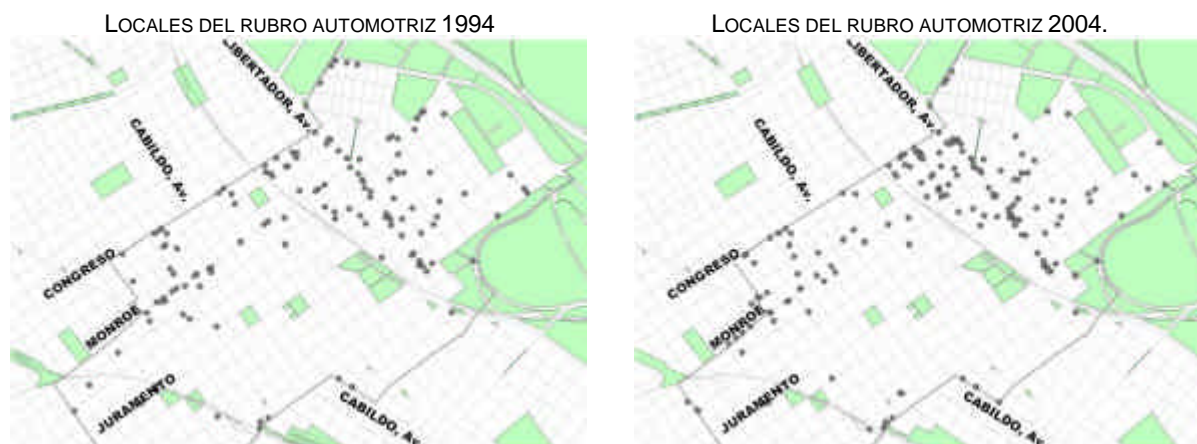 LOCALES DEL RUBRO AUTOMOTRIZ 1994
LIBERTADOR, Av.
CABILDO, Av.
CONGRESO
MONROE
JURAMENTO
CABILDO, Av.
LOCALES DEL RUBRO AUTOMOTRIZ 2004.
LIBERTADOR, Av.
CABILDO, Av.
CONGRESO
MONROE
JURAMENTO
CABILDO, Av.